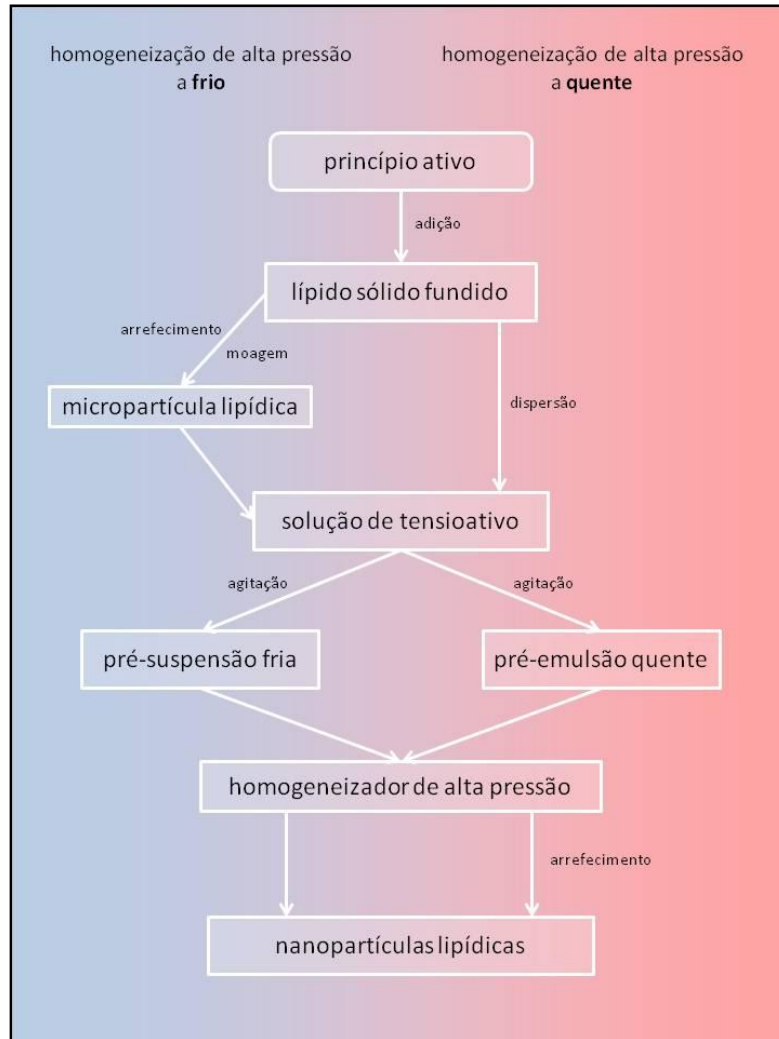 homogeneização de alta pressão
a frio
homogeneização de alta pressão
a quente
princípio ativo
adição
lípido sólido fundido
arrefecimento
moagem
micropartícula lipídica
dispersão
solução de tensioativo
agitação
agitação
pré-suspensão fria
pré-emulsão quente
homogeneizador de alta pressão
arrefecimento
nanopartículas lipídicas